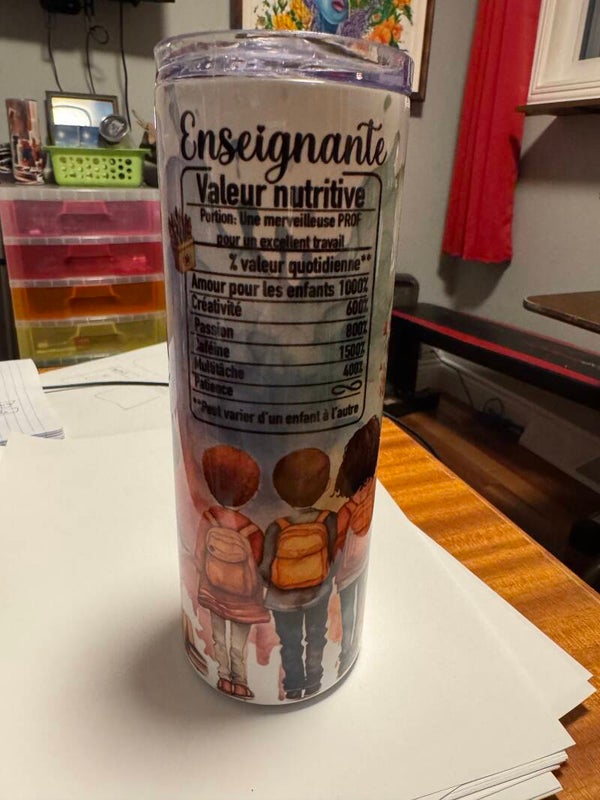 Enseignante
Valeur nutritive
Portion: Une merveilleuse PROF
pour un excellent travail
% valeur quotidienne**
Amour pour les enfants 1000%
Créativité 600%
Passion 800%
Caféine 1500%
Multitâche 400%
Patience ∞
**Peut varier d'un enfant à l'autre